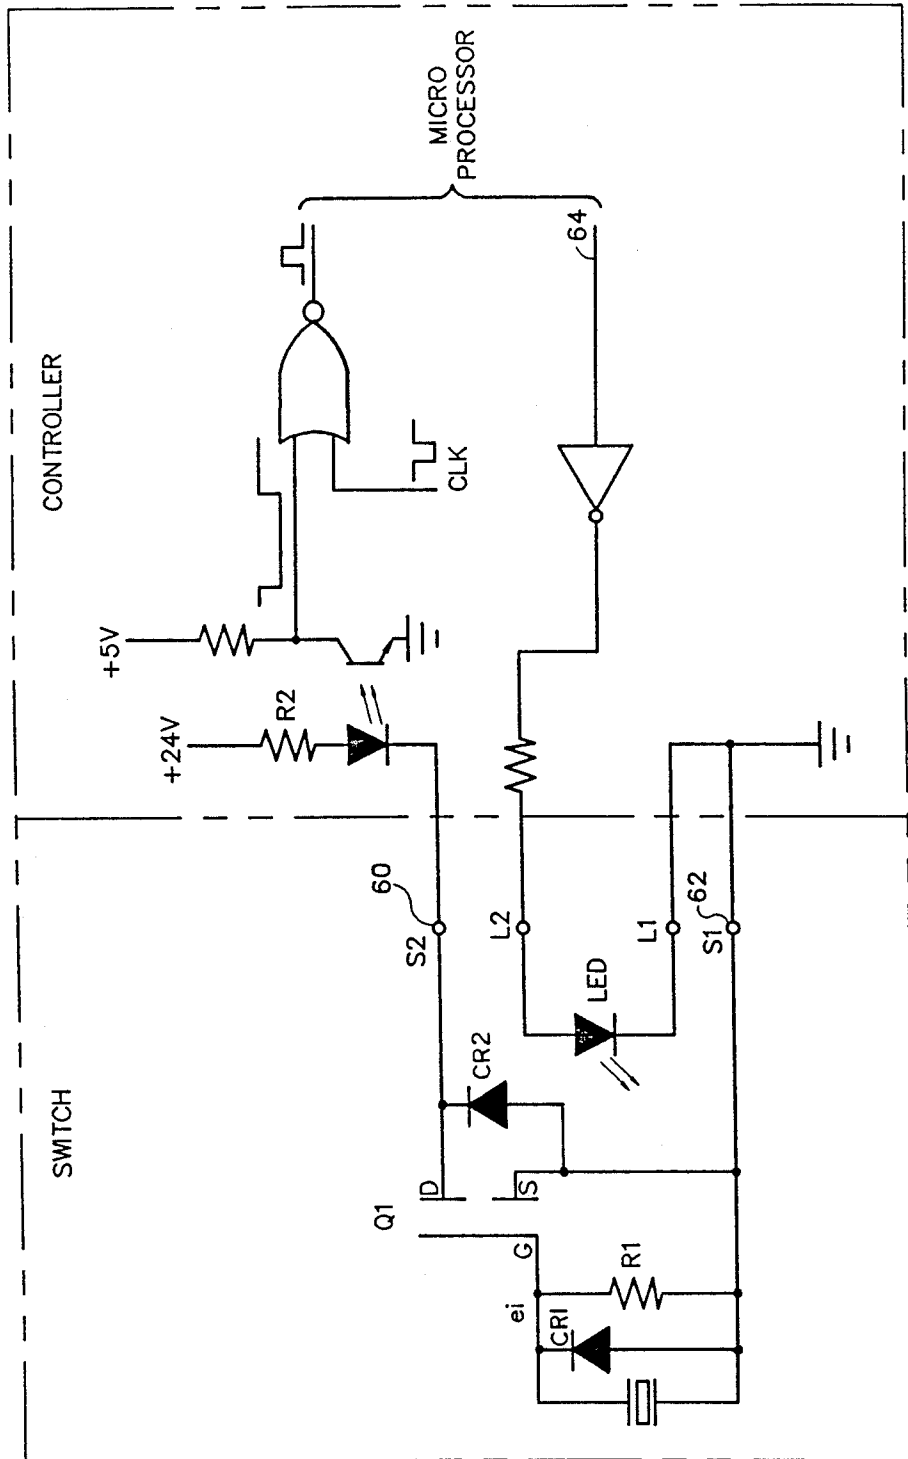 CONTROLLER
MICRO
PROCESSOR
64
CLK
+5V
+24V
R2
SWITCH
60
S2
L2
L1
62
S1
LED
CR2
D
S
Q1
G
ei
R1
CR1